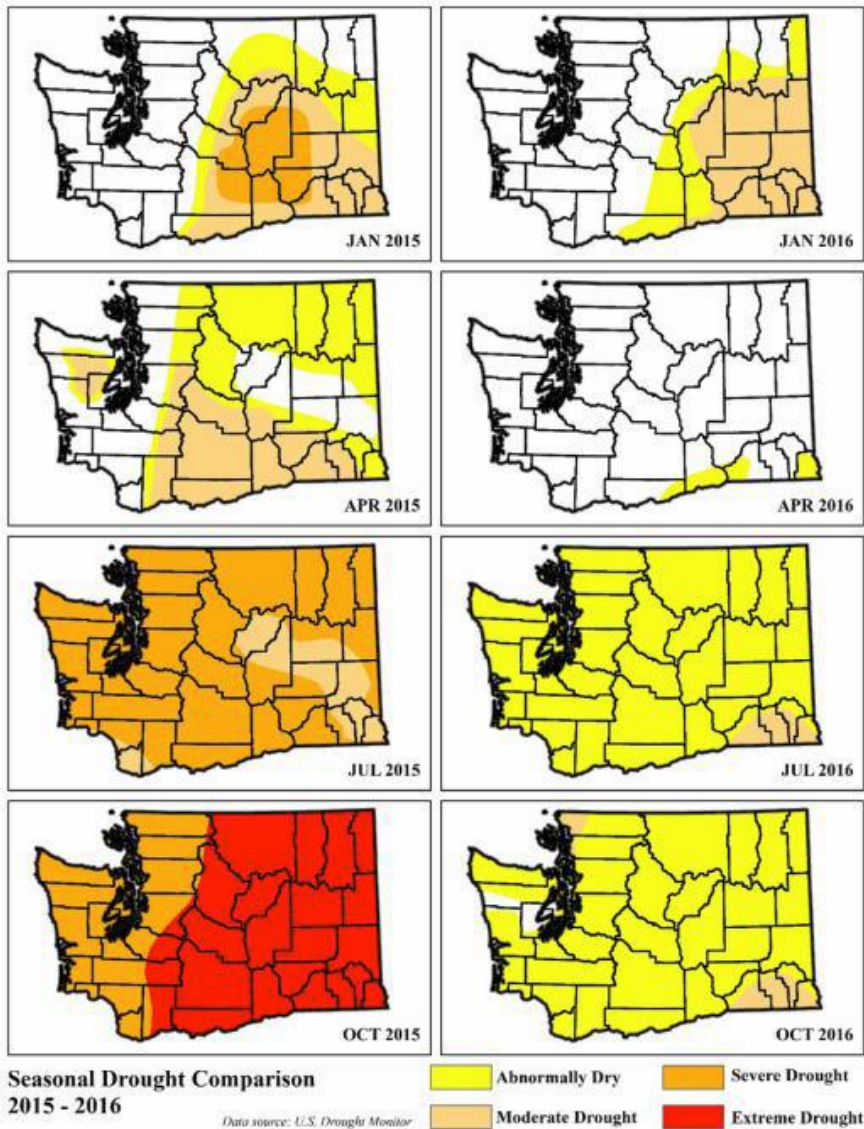 JAN 2015
JAN 2016
APR 2015
APR 2016
JUL 2015
JUL 2016
OCT 2015
OCT 2016
Seasonal Drought Comparison
2015 - 2016
Data source: U.S. Drought Monitor
Abnormally Dry
Severe Drought
Moderate Drought
Extreme Drought